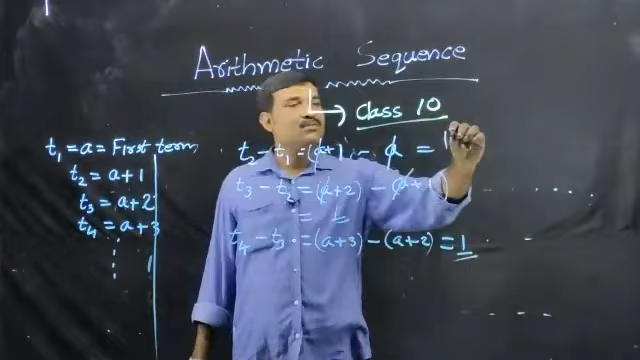 Arithmetic Sequence
→ Class 10
t₁ = a = First term
t₂ = a+1
t₃ = a+2
t₄ = a+3
t₂ - t₁ = (a+1) - a = 1
t₃ - t₂ = (a+2) - (a+1)
= 1
t₄ - t₃ = (a+3) - (a+2) = 1